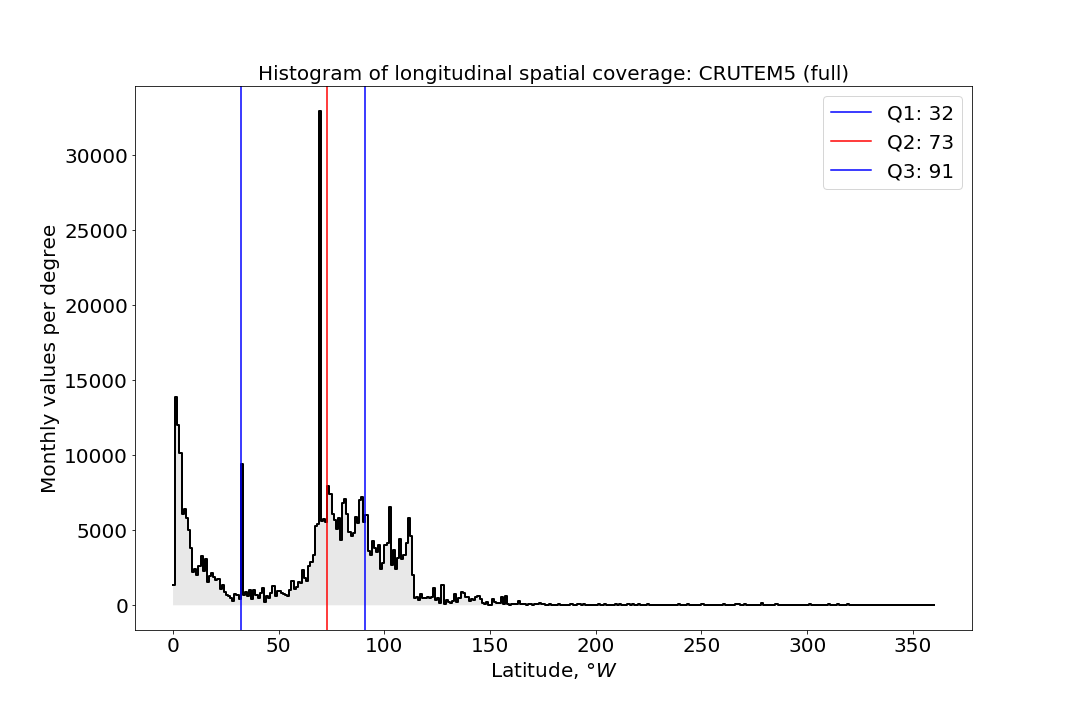 Histogram of longitudinal spatial coverage: CRUTEM5 (full)
Q1: 32
Q2: 73
Q3: 91
Monthly values per degree
30000
25000
20000
15000
10000
5000
0
0 50 100 150 200 250 300 350
Latitude, °W